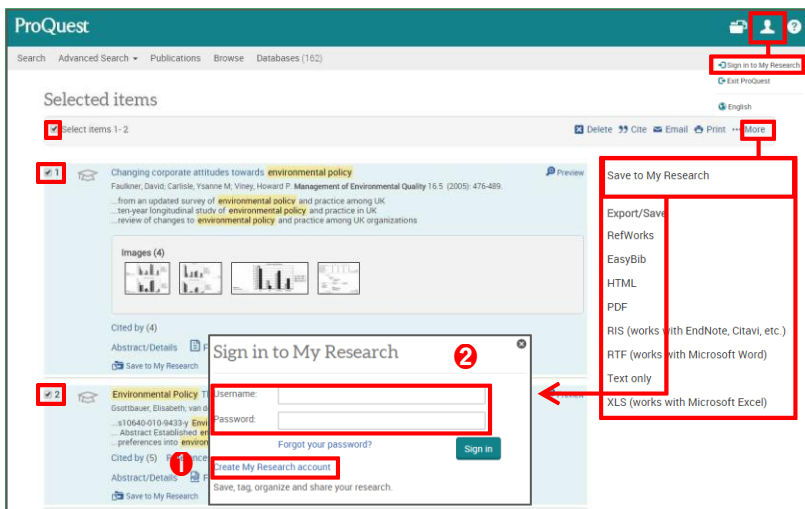 ProQuest
Search Advanced Search Publications Browse Databases (162)
Sign in to My Research
Exit ProQuest
English
Selected items
Select items 1- 2
Delete Cite Email Print More
1
Changing corporate attitudes towards environmental policy
Preview
Faulkner, David; Carlisle, Ysanne M; Viney, Howard P. Management of Environmental Quality 16.5 (2005): 476-489.
...from an updated survey of environmental policy and practice among UK
...ten-year longitudinal study of environmental policy and practice in UK
...review of changes to environmental policy and practice among UK organizations
Images (4)
Cited by (4)
Abstract/Details F
Save to My Research
2
Environmental Policy
Gsottbauer, Elisabeth; van d
...s10640-010-9433-y Envi
...Abstract Established en
...preferences into environ
Cited by (5)
Abstract/Details F
Save to My Research
Save to My Research
Export/Save
RefWorks
EasyBib
HTML
PDF
RIS (works with EndNote, Citavi, etc.)
RTF (works with Microsoft Word)
Text only
XLS (works with Microsoft Excel)
Sign in to My Research
2
Username:
Password:
Forgot your password?
Sign in
1
Create My Research account
Save, tag, organize and share your research.